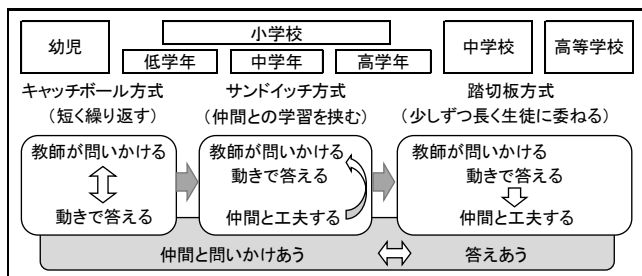 幼児
小学校
低学年
中学年
高学年
中学校
高等学校
キャッチボール方式
(短く繰り返す)
サンドイッチ方式
(仲間との学習を挟む)
踏切板方式
(少しずつ長く生徒に委ねる)
教師が問いかける
動きで答える
教師が問いかける
動きで答える
仲間と工夫する
教師が問いかける
動きで答える
仲間と工夫する
仲間と問いかけあう
答えあう